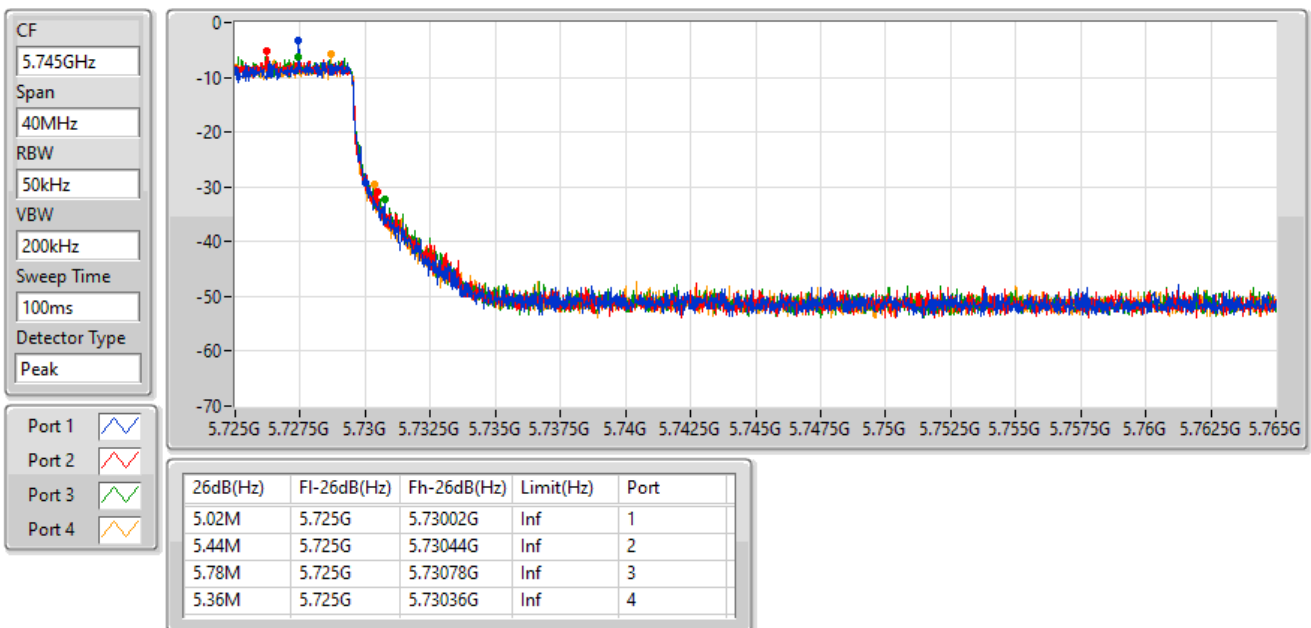 CF
5.745GHz
Span
40MHz
RBW
50kHz
VBW
200kHz
Sweep Time
100ms
Detector Type
Peak
Port 1
Port 2
Port 3
Port 4
0
-10
-20
-30
-40
-50
-60
-70
5.725G 5.7275G 5.73G 5.7325G 5.735G 5.7375G 5.74G 5.7425G 5.745G 5.7475G 5.75G 5.7525G 5.755G 5.7575G 5.76G 5.7625G 5.765G
26dB(Hz) Fl-26dB(Hz) Fh-26dB(Hz) Limit(Hz) Port
5.02M 5.725G 5.73002G Inf 1
5.44M 5.725G 5.73044G Inf 2
5.78M 5.725G 5.73078G Inf 3
5.36M 5.725G 5.73036G Inf 4